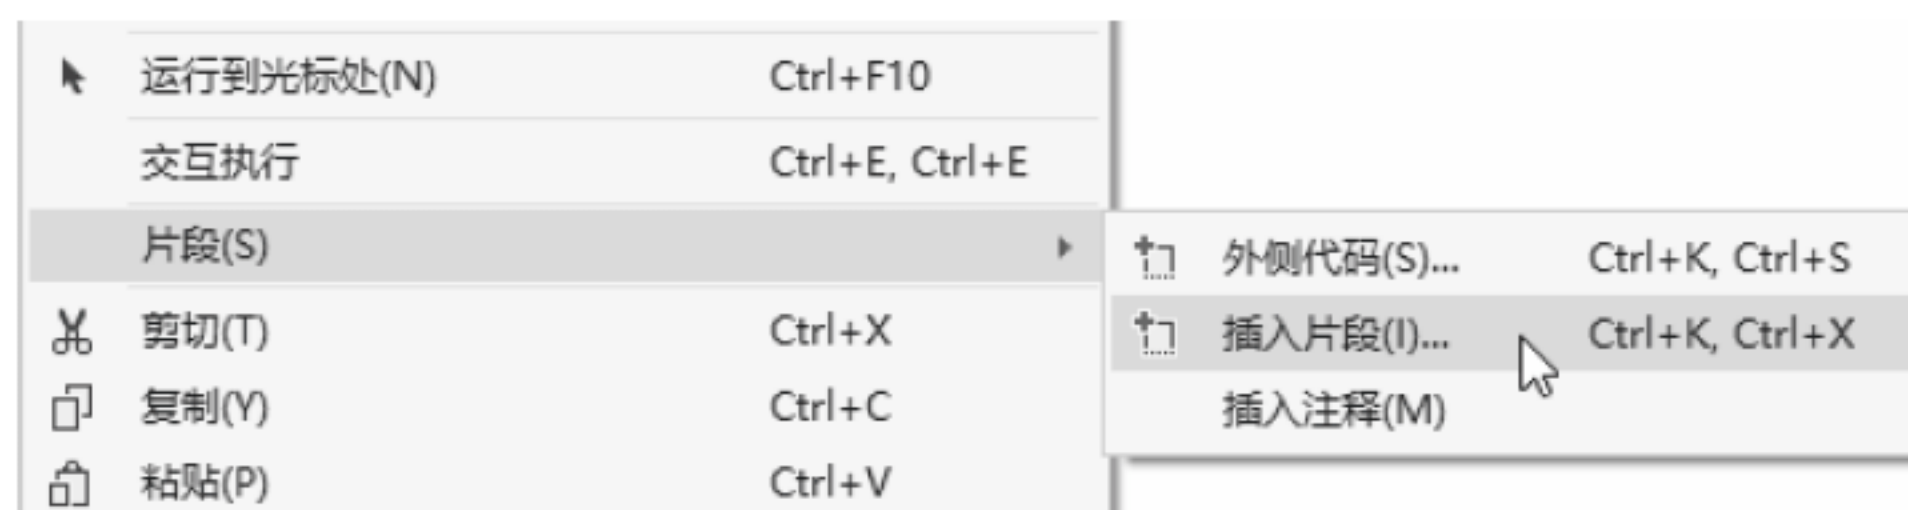 运行到光标处(N) Ctrl+F10
交互执行 Ctrl+E, Ctrl+E
片段(S)
外侧代码(S)... Ctrl+K, Ctrl+S
插入片段(I)... Ctrl+K, Ctrl+X
插入注释(M)
剪切(T) Ctrl+X
复制(Y) Ctrl+C
粘贴(P) Ctrl+V